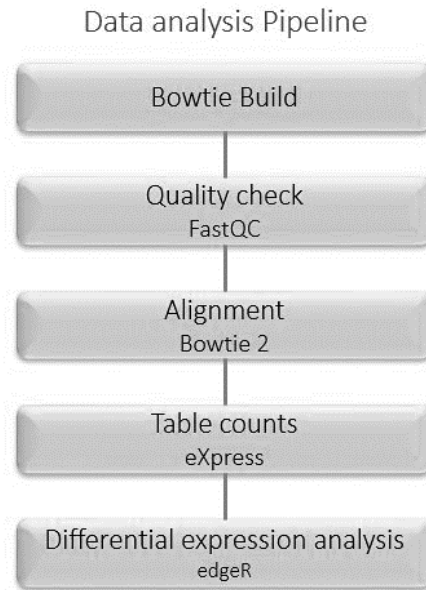 Data analysis Pipeline
Bowtie Build
Quality check
FastQC
Alignment
Bowtie 2
Table counts
eXpress
Differential expression analysis
edgeR